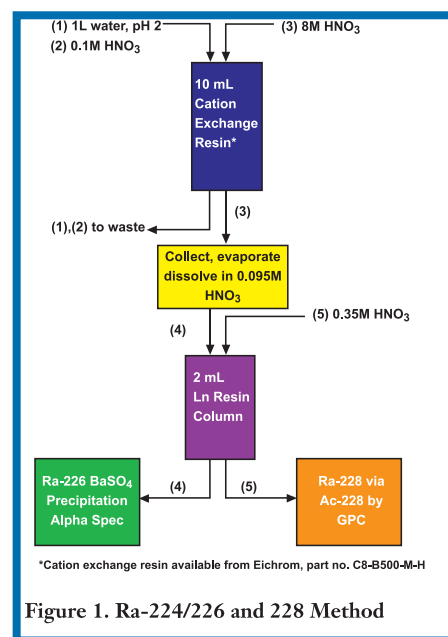 (1) 1L water, pH 2
(2) 0.1M HNO3
(3) 8M HNO3
10 mL
Cation
Exchange
Resin*
(3)
(1),(2) to waste
Collect, evaporate
dissolve in 0.095M
HNO3
(4)
(5) 0.35M HNO3
2 mL
Ln Resin
Column
(4)
(5)
Ra-226 BaSO4
Precipitation
Alpha Spec
Ra-228 via
Ac-228 by
GPC
*Cation exchange resin available from Eichrom, part no. C8-B500-M-H
Figure 1. Ra-224/226 and 228 Method